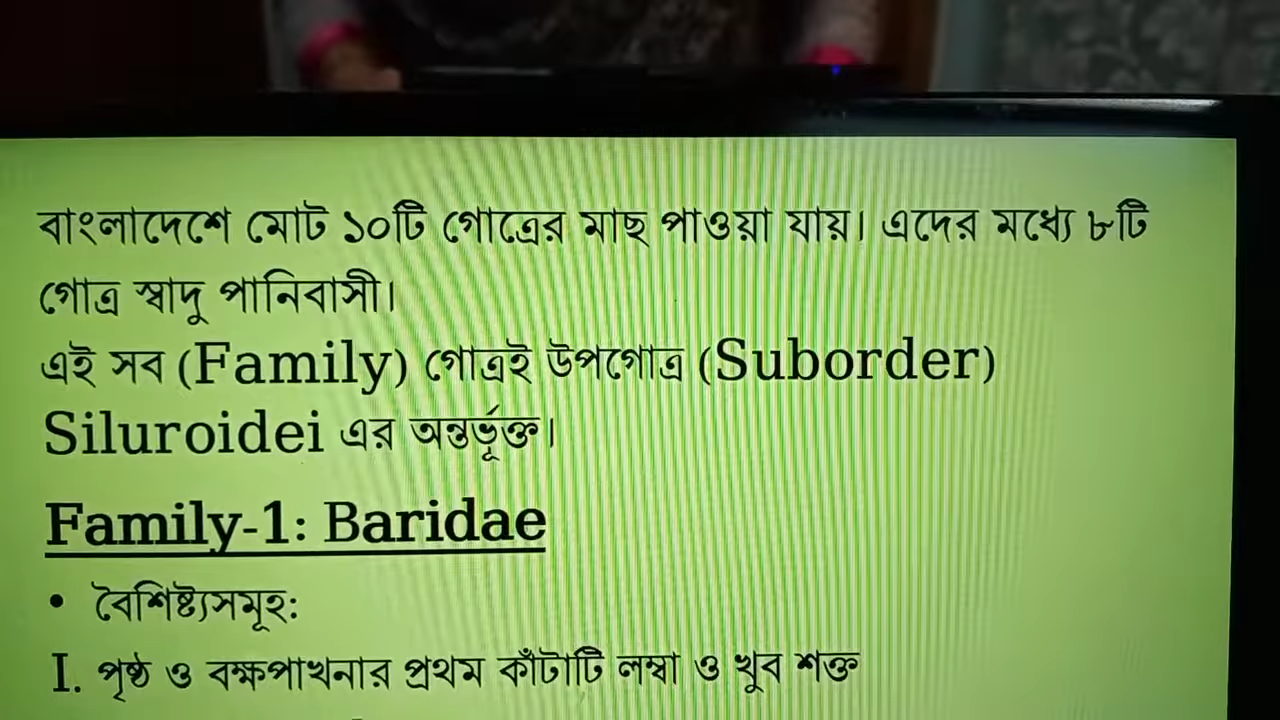 বাংলাদেশে মোট ১০টি গোত্রের মাছ পাওয়া যায়। এদের মধ্যে ৮টি
গোত্র স্বাদু পানিবাসী।
এই সব (Family) গোত্রই উপগোত্র (Suborder)
Siluroidei এর অন্তর্ভূক্ত।
Family-1: Baridae
• বৈশিষ্ট্যসমূহ:
I. পৃষ্ঠ ও বক্ষপাখনার প্রথম কাঁটাটি লম্বা ও খুব শক্ত